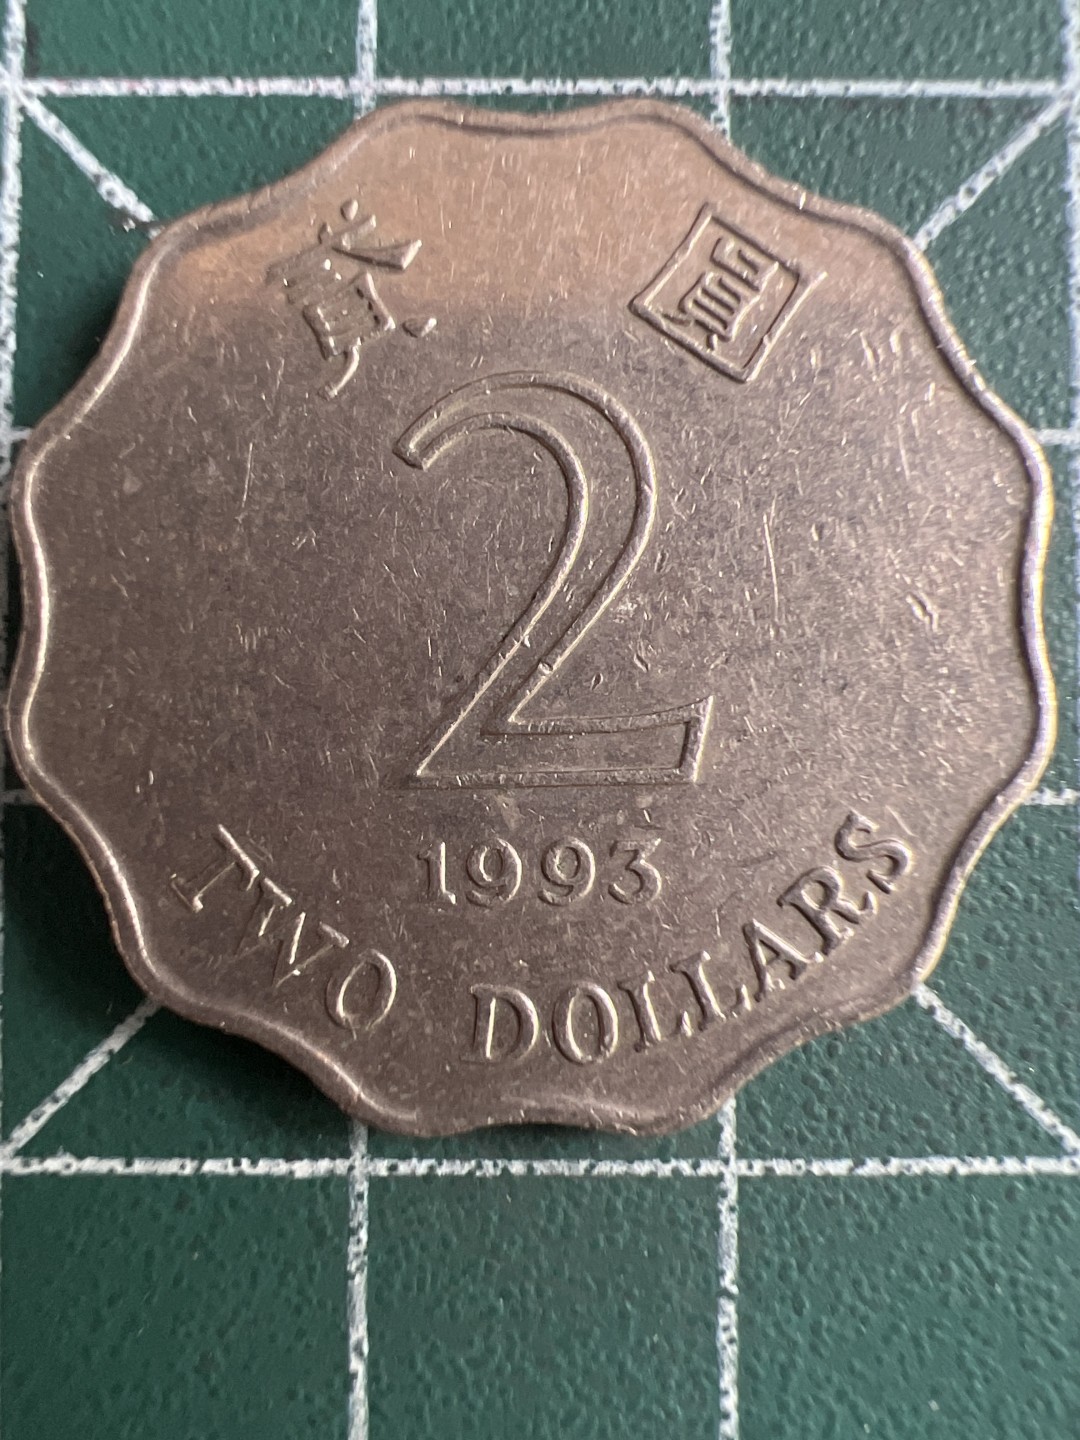 貳 圓
2
1993
TWO DOLLARS